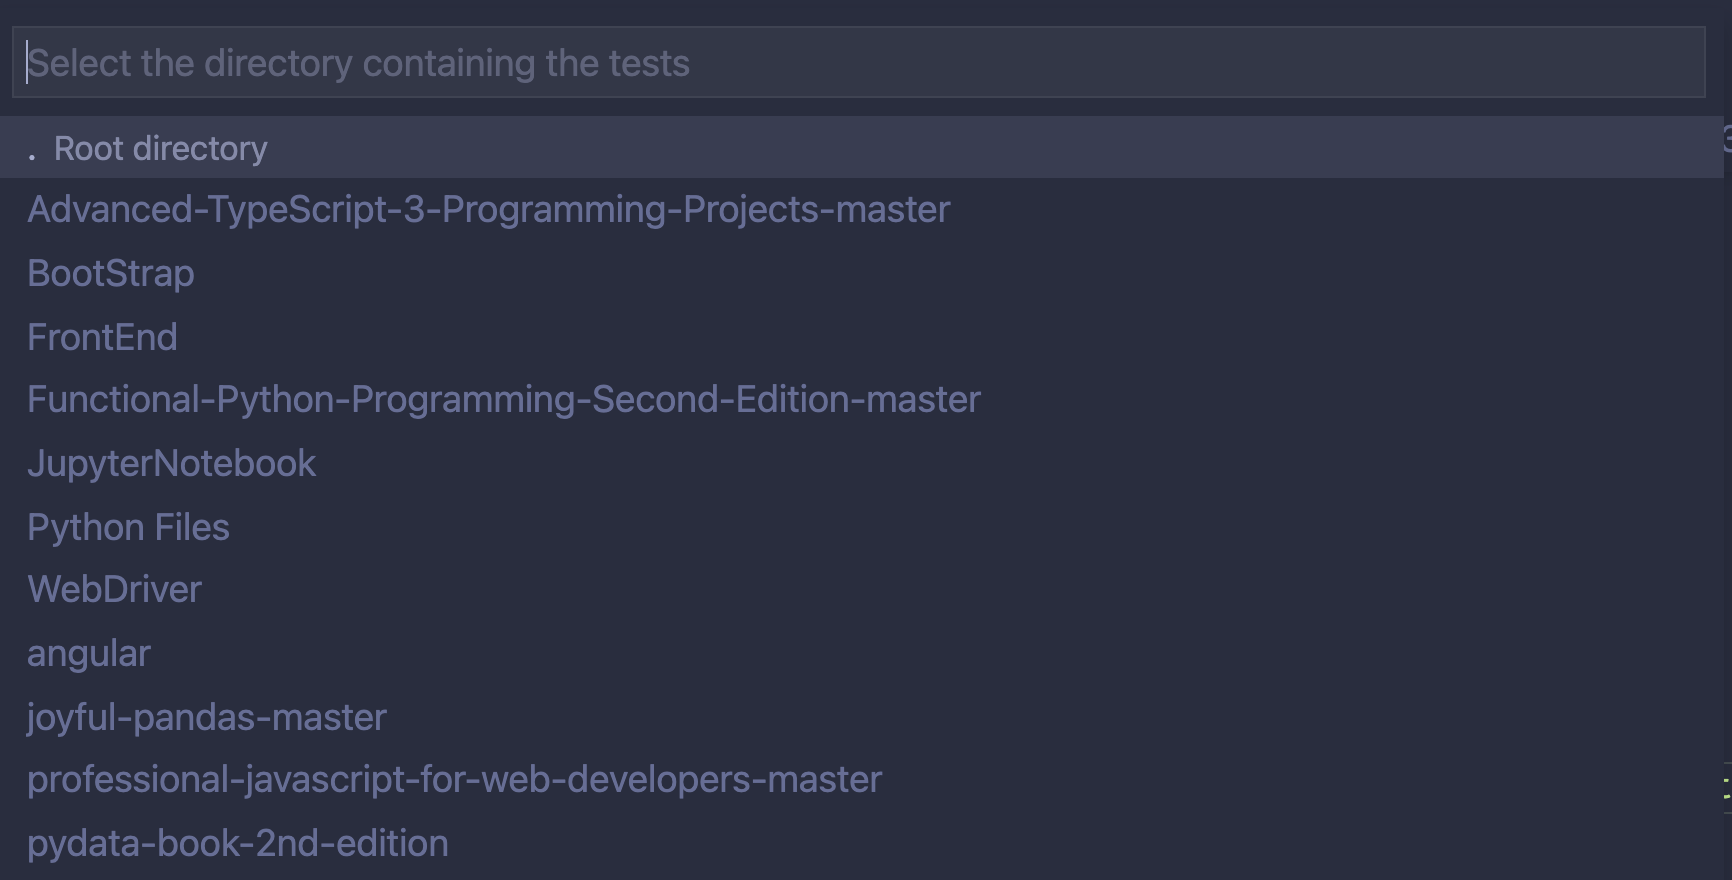 Select the directory containing the tests
. Root directory
Advanced-TypeScript-3-Programming-Projects-master
BootStrap
FrontEnd
Functional-Python-Programming-Second-Edition-master
JupyterNotebook
Python Files
WebDriver
angular
joyful-pandas-master
professional-javascript-for-web-developers-master
pydata-book-2nd-edition